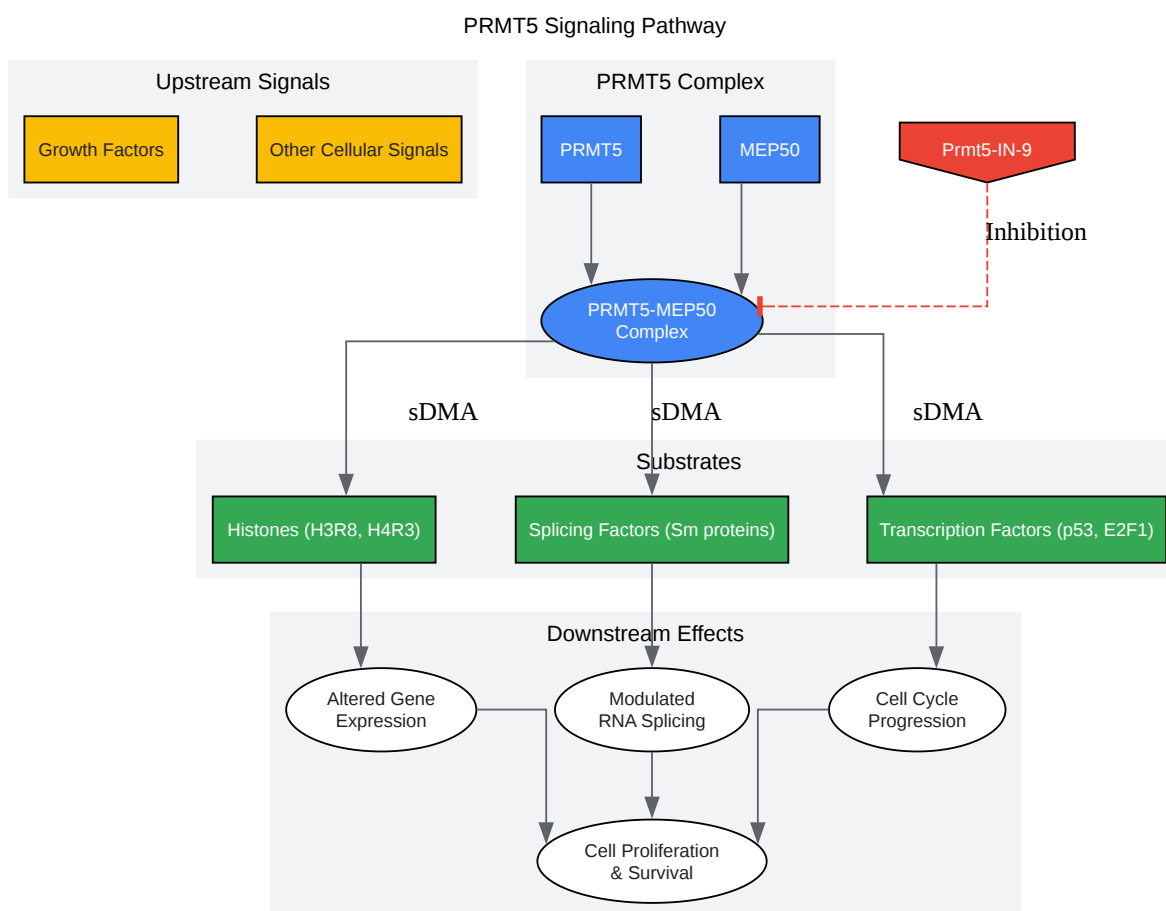 PRMT5 Signaling Pathway
Upstream Signals
PRMT5 Complex
Growth Factors
Other Cellular Signals
PRMT5
MEP50
Prmt5-IN-9
Inhibition
PRMT5-MEP50
Complex
sDMA
sDMA
sDMA
Substrates
Histones (H3R8, H4R3)
Splicing Factors (Sm proteins)
Transcription Factors (p53, E2F1)
Downstream Effects
Altered Gene
Expression
Modulated
RNA Splicing
Cell Cycle
Progression
Cell Proliferation
& Survival